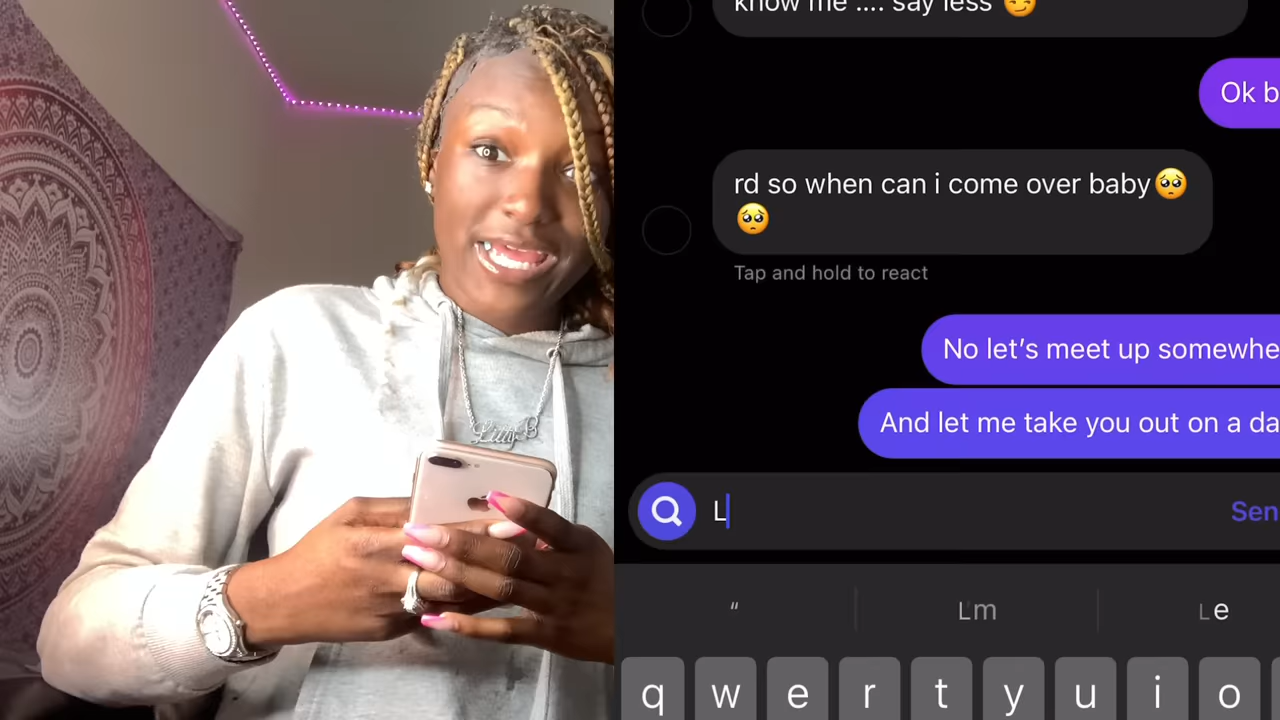 know me .... say less 😏
Ok b
rd so when can i come over baby🥺
🥺
Tap and hold to react
No let's meet up somewhe
And let me take you out on a da
L
Sen
"
L'm
Le
q w e r t y u i o